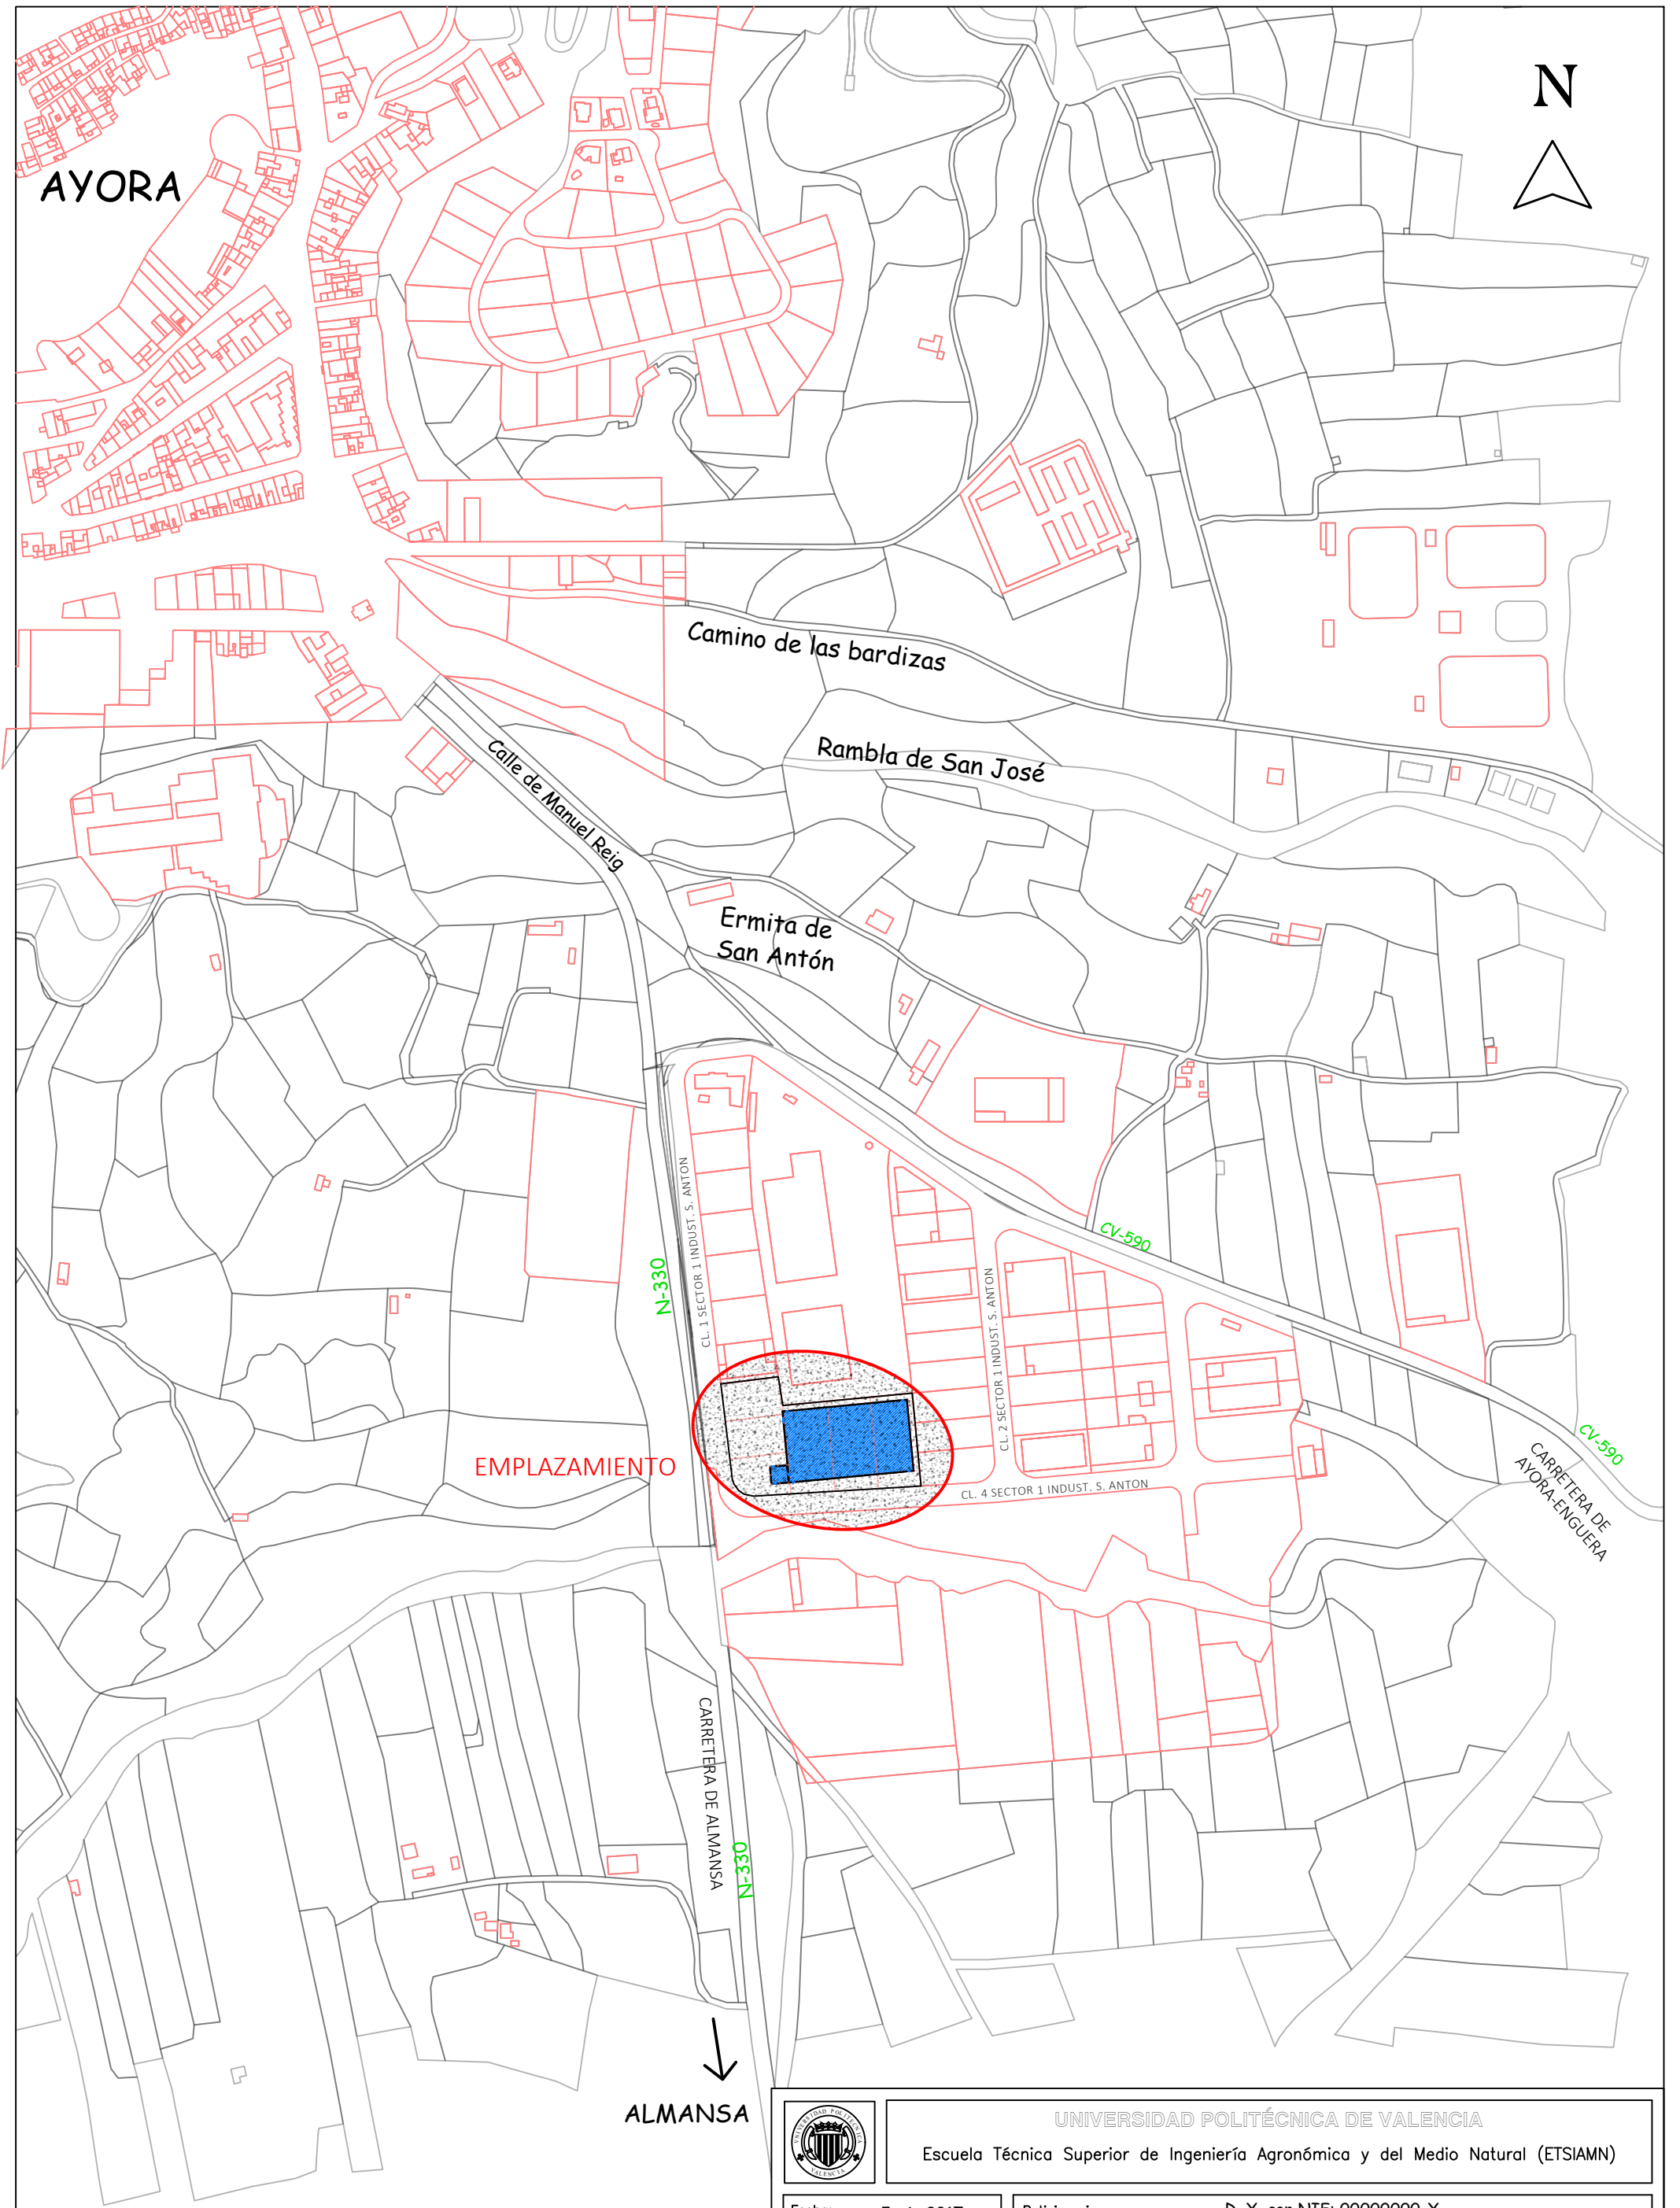 N
AYORA
Camino de las bardizas
Rambla de San José
Calle de Manuel Reig
Ermita de
San Antón
CL. 1 SECTOR 1 INDUST. S. ANTON
N-330
CV-590
CL. 2 SECTOR 1 INDUST. S. ANTON
EMPLAZAMIENTO
CL. 4 SECTOR 1 INDUST. S. ANTON
CV-590
CARRETERA DE
AYORA-ENGUERA
CARRETERA DE ALMANSA
N-330
ALMANSA
UNIVERSIDAD POLITECNICA
VALENCIA
UNIVERSIDAD POLITÉCNICA DE VALENCIA
Escuela Técnica Superior de Ingeniería Agronómica y del Medio Natural (ETSIAMN)